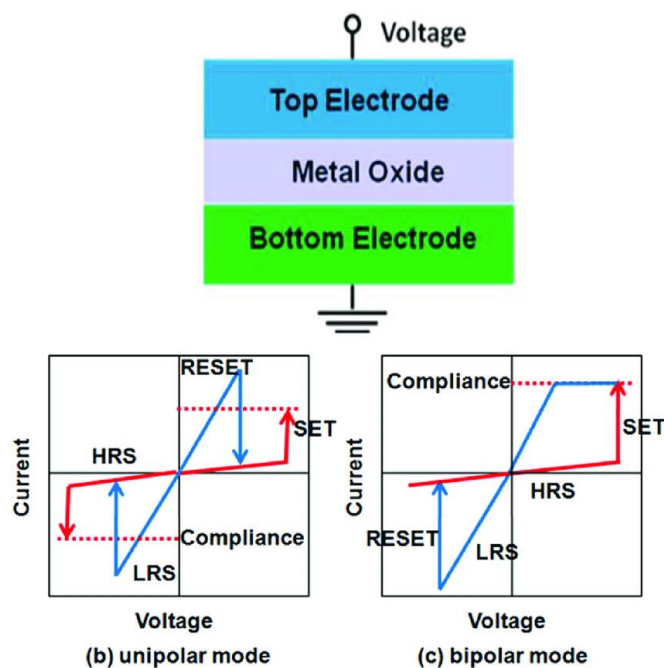 Voltage
Top Electrode
Metal Oxide
Bottom Electrode
RESET
SET
HRS
Compliance
LRS
Current
Voltage
(b) unipolar mode
Compliance
SET
HRS
RESET
LRS
Current
Voltage
(c) bipolar mode